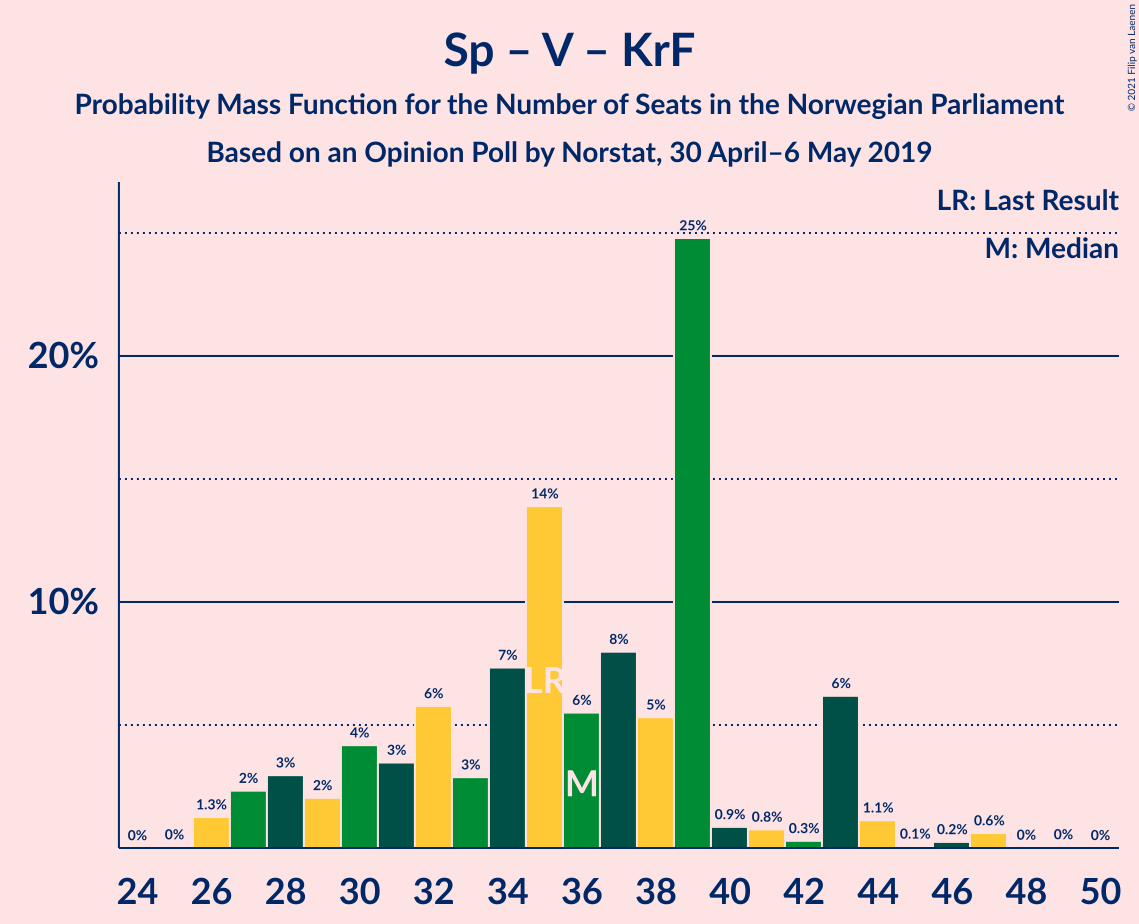 Sp – V – KrF
Probability Mass Function for the Number of Seats in the Norwegian Parliament
Based on an Opinion Poll by Norstat, 30 April–6 May 2019
© 2021 Filip van Laenen
LR: Last Result
M: Median
20%
10%
0% 0% 1.3% 2% 3% 2% 4% 3% 6% 3% 7% 14% 6% 8% 5% 25% 0.9% 0.8% 0.3% 6% 1.1% 0.1% 0.2% 0.6% 0% 0% 0%
LR
M
24 26 28 30 32 34 36 38 40 42 44 46 48 50